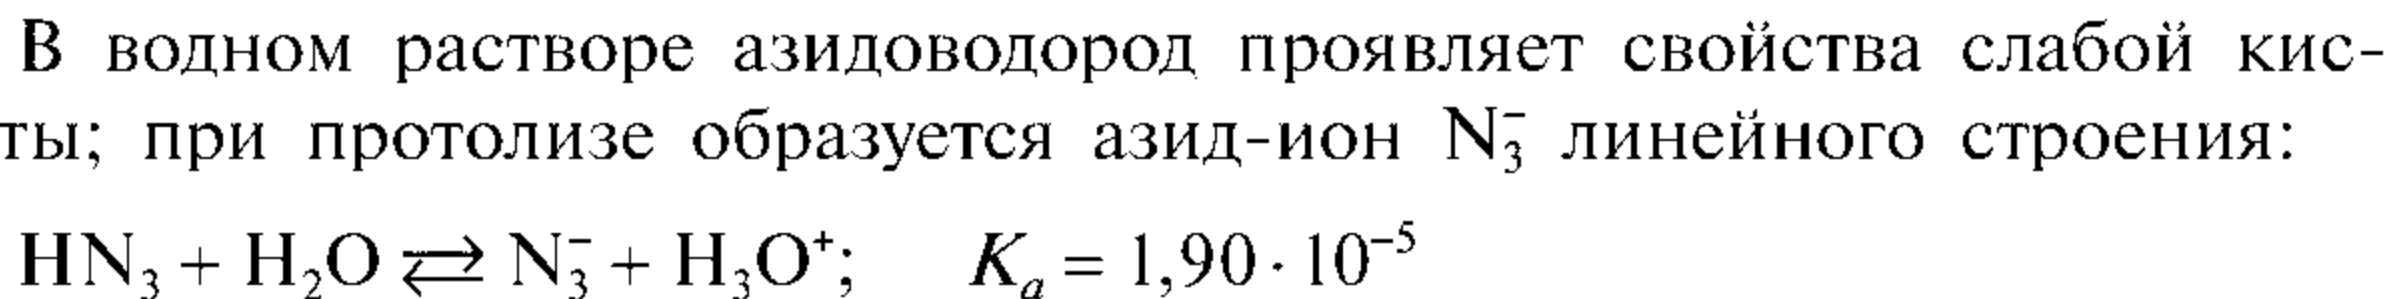 В водном растворе азидоводород проявляет свойства слабой кис-
ты; при протолизе образуется азид-ион N₃⁻ линейного строения:
HN₃ + H₂O ⇄ N₃⁻ + H₃O⁺; Kₐ = 1,90 · 10⁻⁵